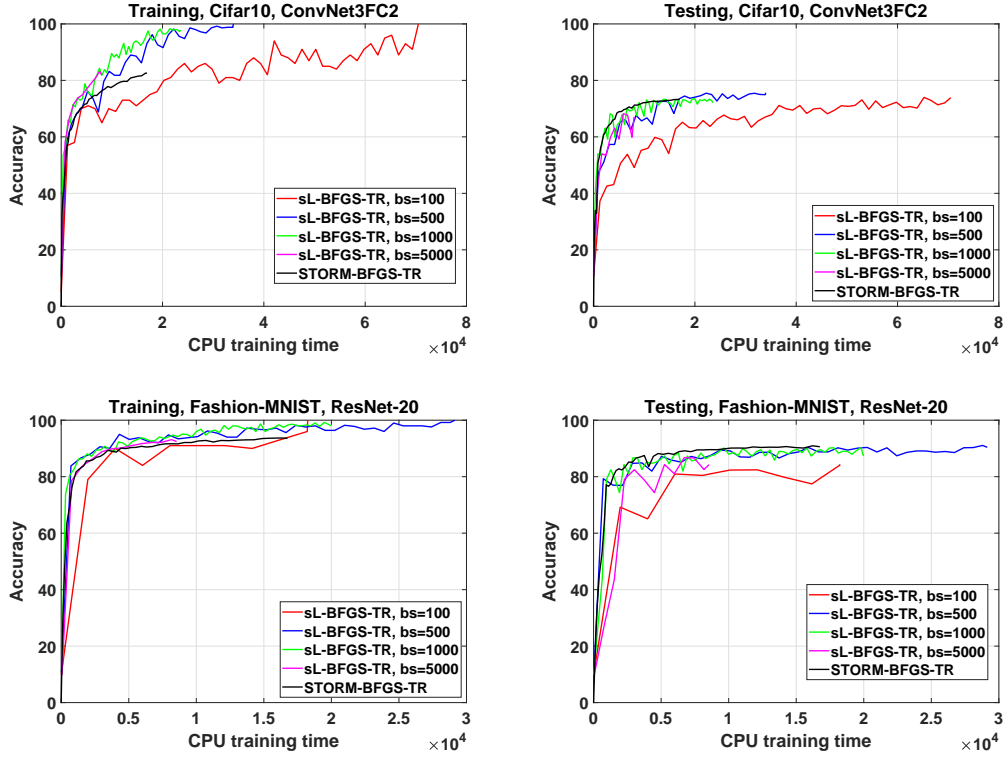 Training, Cifar10, ConvNet3FC2
100
80
60
40
20
0
Accuracy
sL-BFGS-TR, bs=100
sL-BFGS-TR, bs=500
sL-BFGS-TR, bs=1000
sL-BFGS-TR, bs=5000
STORM-BFGS-TR
0 2 4 6 8
CPU training time
×10^4
Testing, Cifar10, ConvNet3FC2
100
80
60
40
20
0
Accuracy
sL-BFGS-TR, bs=100
sL-BFGS-TR, bs=500
sL-BFGS-TR, bs=1000
sL-BFGS-TR, bs=5000
STORM-BFGS-TR
0 2 4 6 8
CPU training time
×10^4
Training, Fashion-MNIST, ResNet-20
100
80
60
40
20
0
Accuracy
sL-BFGS-TR, bs=100
sL-BFGS-TR, bs=500
sL-BFGS-TR, bs=1000
sL-BFGS-TR, bs=5000
STORM-BFGS-TR
0 0.5 1 1.5 2 2.5 3
CPU training time
×10^4
Testing, Fashion-MNIST, ResNet-20
100
80
60
40
20
0
Accuracy
sL-BFGS-TR, bs=100
sL-BFGS-TR, bs=500
sL-BFGS-TR, bs=1000
sL-BFGS-TR, bs=5000
STORM-BFGS-TR
0 0.5 1 1.5 2 2.5 3
CPU training time
×10^4